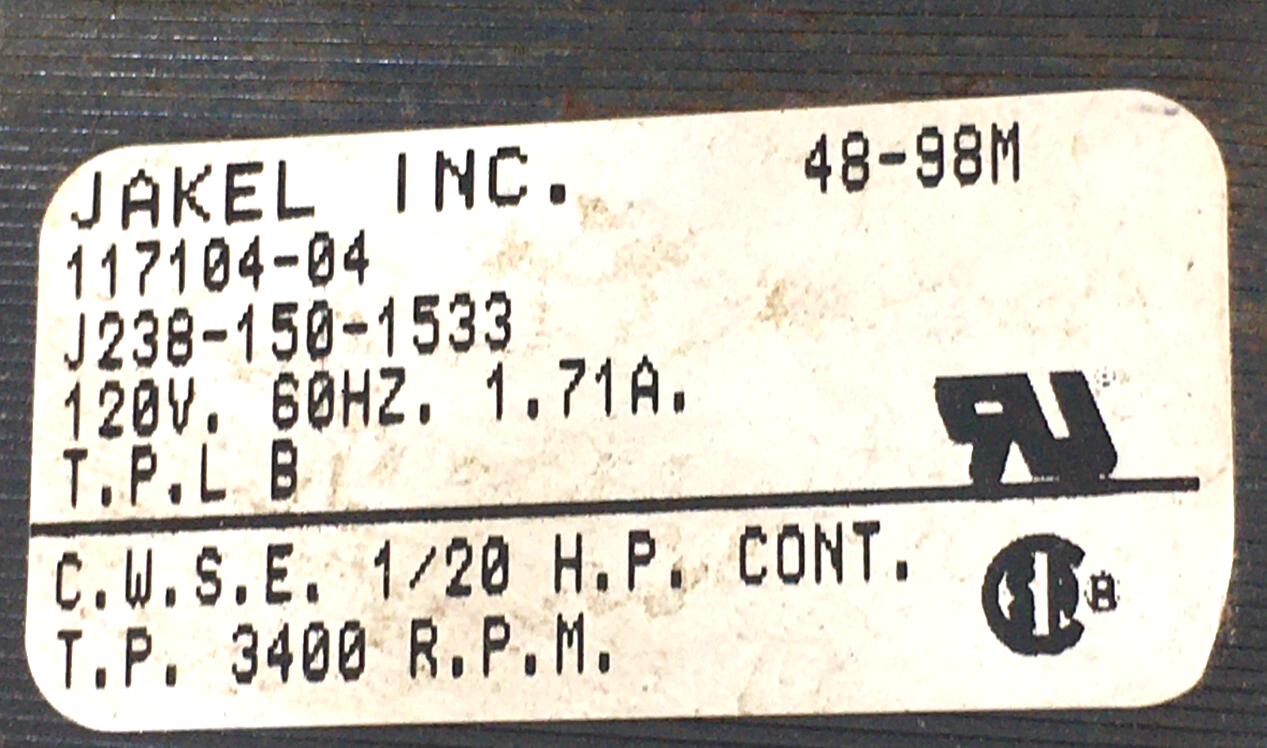 JAKEL INC. 48-98M
117104-04
J238-150-1533
120V. 60HZ. 1.71A.
T.P.L B
C.W.S.E. 1/20 H.P. CONT.
T.P. 3400 R.P.M.